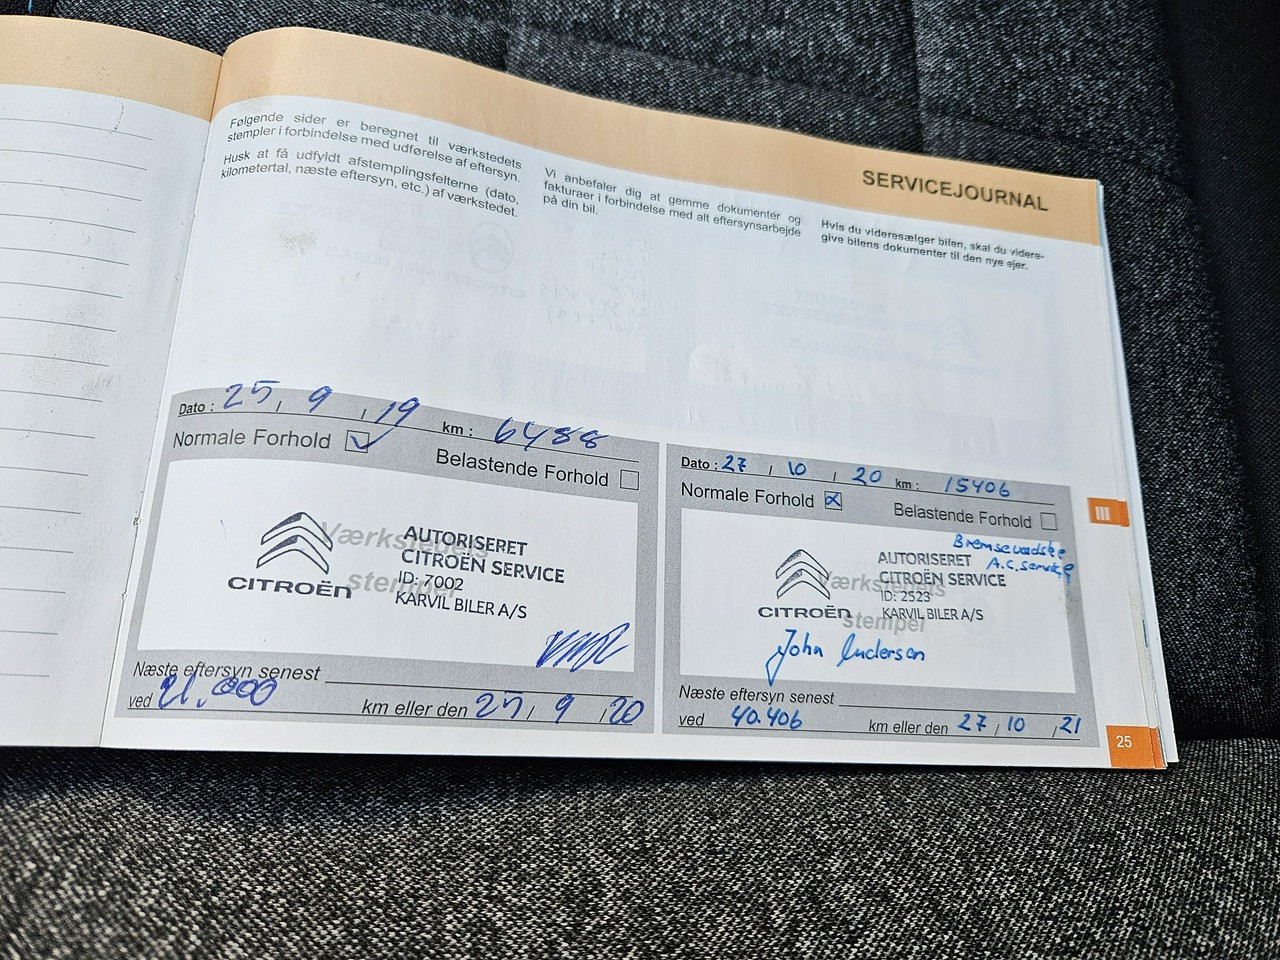 SERVICEJOURNAL
Følgende sider er beregnet til værkstedets
stempler i forbindelse med udførelse af eftersyn.
Husk at få udfyldt afstemplingsfelterne (dato,
kilometertal, næste eftersyn, etc.) af værkstedet.
Vi anbefaler dig at gemme dokumenter og
fakturaer i forbindelse med alt eftersynsarbejde
på din bil.
Hvis du videresælger bilen, skal du videre-
give bilens dokumenter til den nye ejer.
Dato : 25 / 9 / 19 km : 6488
Normale Forhold
Belastende Forhold
Værkstedets
stempel
AUTORISERET
CITROËN SERVICE
ID: 7002
KARVIL BILER A/S
CITROËN
Næste eftersyn senest
ved 21.000 km eller den 25 / 9 / 20
Dato : 27 / 10 / 20 km : 15406
Normale Forhold
Belastende Forhold
Bremsevædske
A.C. service
Værkstedets
stempel
AUTORISERET
CITROËN SERVICE
ID: 2523
KARVIL BILER A/S
CITROËN
John Andersen
Næste eftersyn senest
ved 40.406 km eller den 27 / 10 / 21
III
25